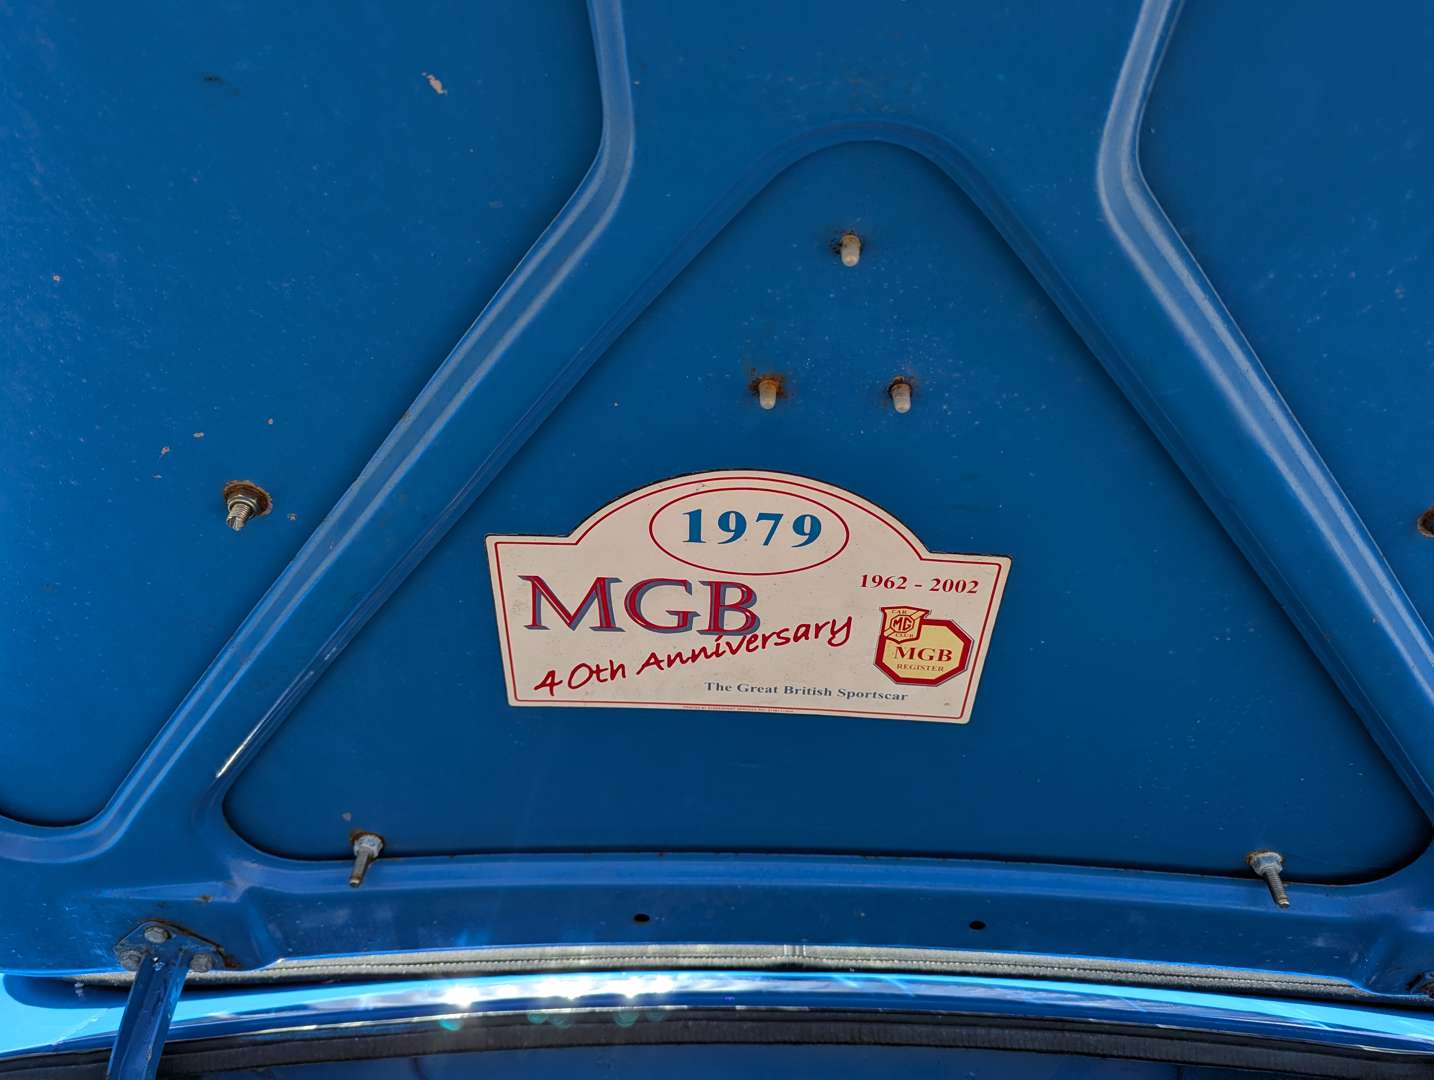 1979
1962 - 2002
MGB
40th Anniversary
CAR
MG
CLUB
MGB
REGISTER
The Great British Sportscar